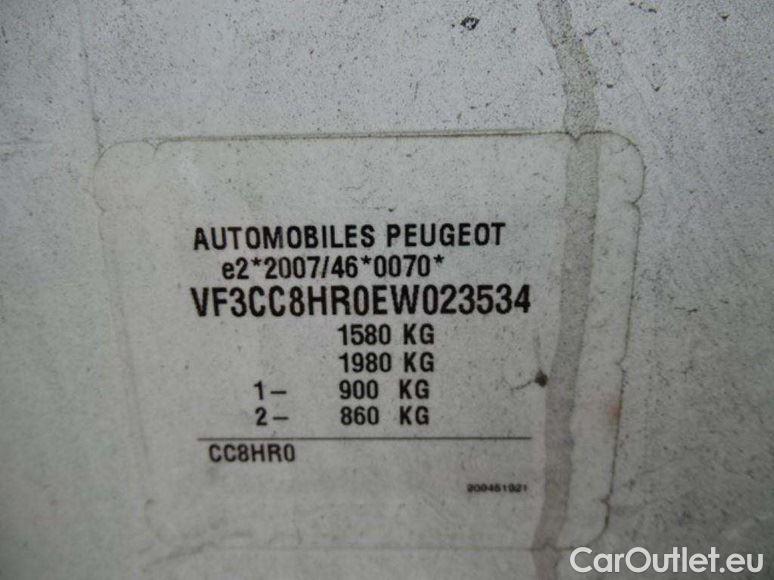 AUTOMOBILES PEUGEOT
e2*2007/46*0070*
VF3CC8HR0EW023534
1580 KG
1980 KG
1- 900 KG
2- 860 KG
CC8HR0
CarOutlet.eu